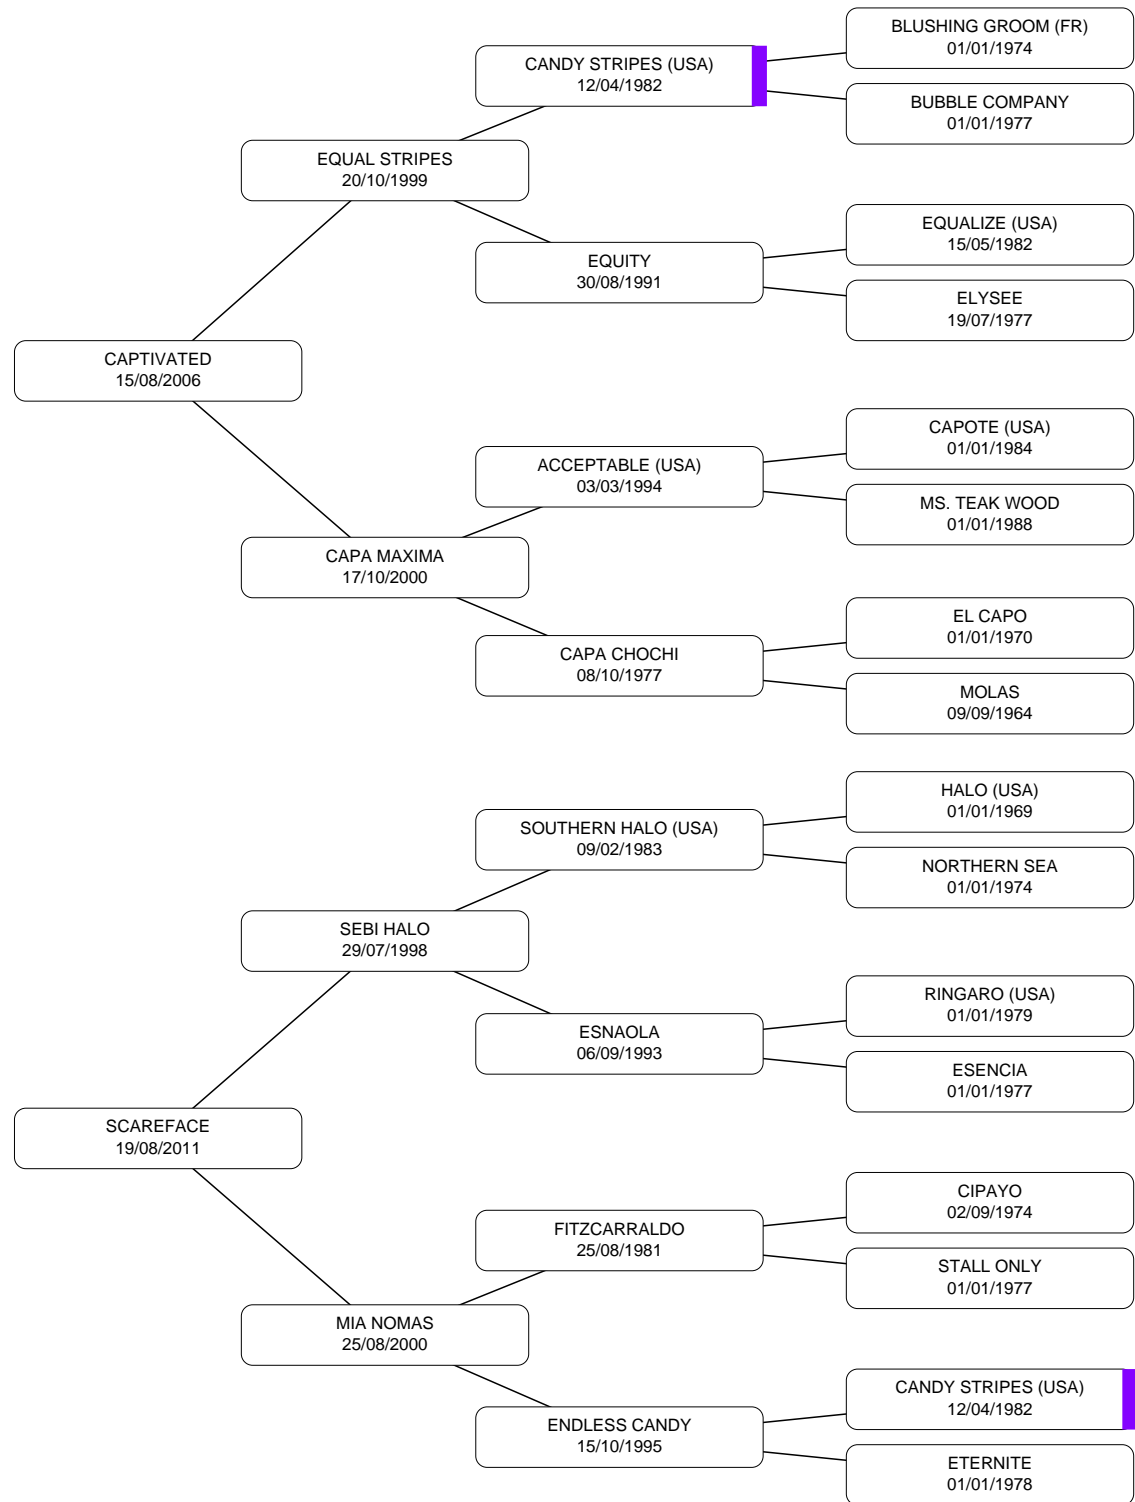 BLUSHING GROOM (FR)
01/01/1974
CANDY STRIPES (USA)
12/04/1982
BUBBLE COMPANY
01/01/1977
EQUAL STRIPES
20/10/1999
EQUALIZE (USA)
15/05/1982
EQUITY
30/08/1991
ELYSEE
19/07/1977
CAPTIVATED
15/08/2006
CAPOTE (USA)
01/01/1984
ACCEPTABLE (USA)
03/03/1994
MS. TEAK WOOD
01/01/1988
CAPA MAXIMA
17/10/2000
EL CAPO
01/01/1970
CAPA CHOCHI
08/10/1977
MOLAS
09/09/1964
HALO (USA)
01/01/1969
SOUTHERN HALO (USA)
09/02/1983
NORTHERN SEA
01/01/1974
SEBI HALO
29/07/1998
RINGARO (USA)
01/01/1979
ESNAOLA
06/09/1993
ESENCIA
01/01/1977
SCAREFACE
19/08/2011
CIPAYO
02/09/1974
FITZCARRALDO
25/08/1981
STALL ONLY
01/01/1977
MIA NOMAS
25/08/2000
CANDY STRIPES (USA)
12/04/1982
ENDLESS CANDY
15/10/1995
ETERNITE
01/01/1978